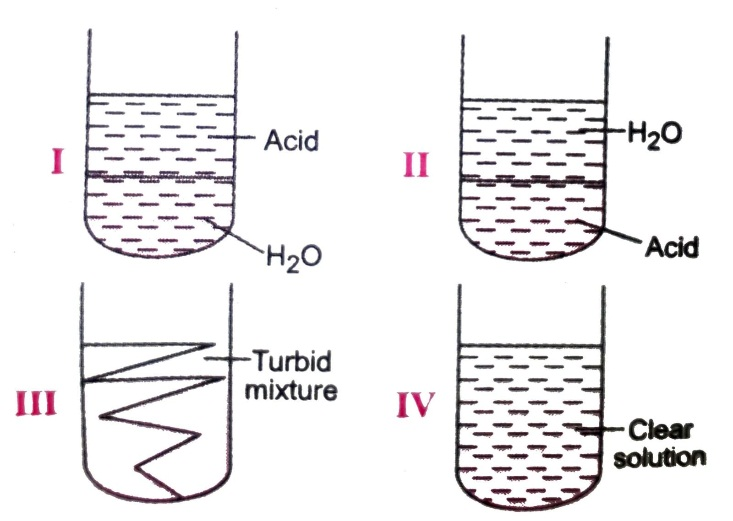 I
Acid
H₂O
II
H₂O
Acid
III
Turbid
mixture
IV
Clear
solution